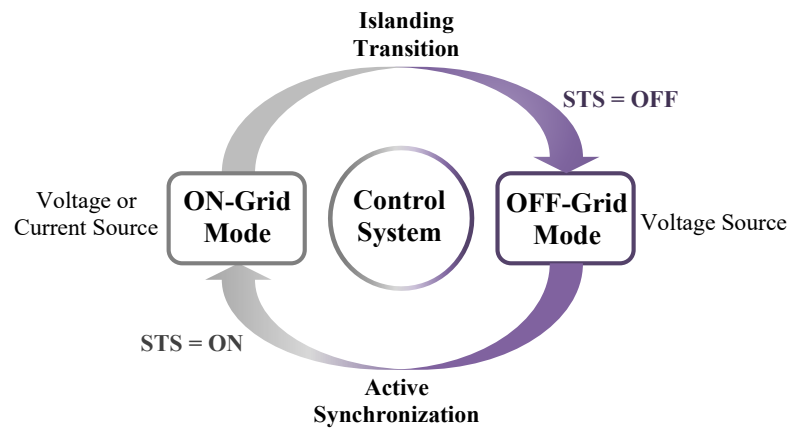 Islanding
Transition
STS = OFF
Voltage or
Current Source
ON-Grid
Mode
Control
System
OFF-Grid
Mode
Voltage Source
STS = ON
Active
Synchronization